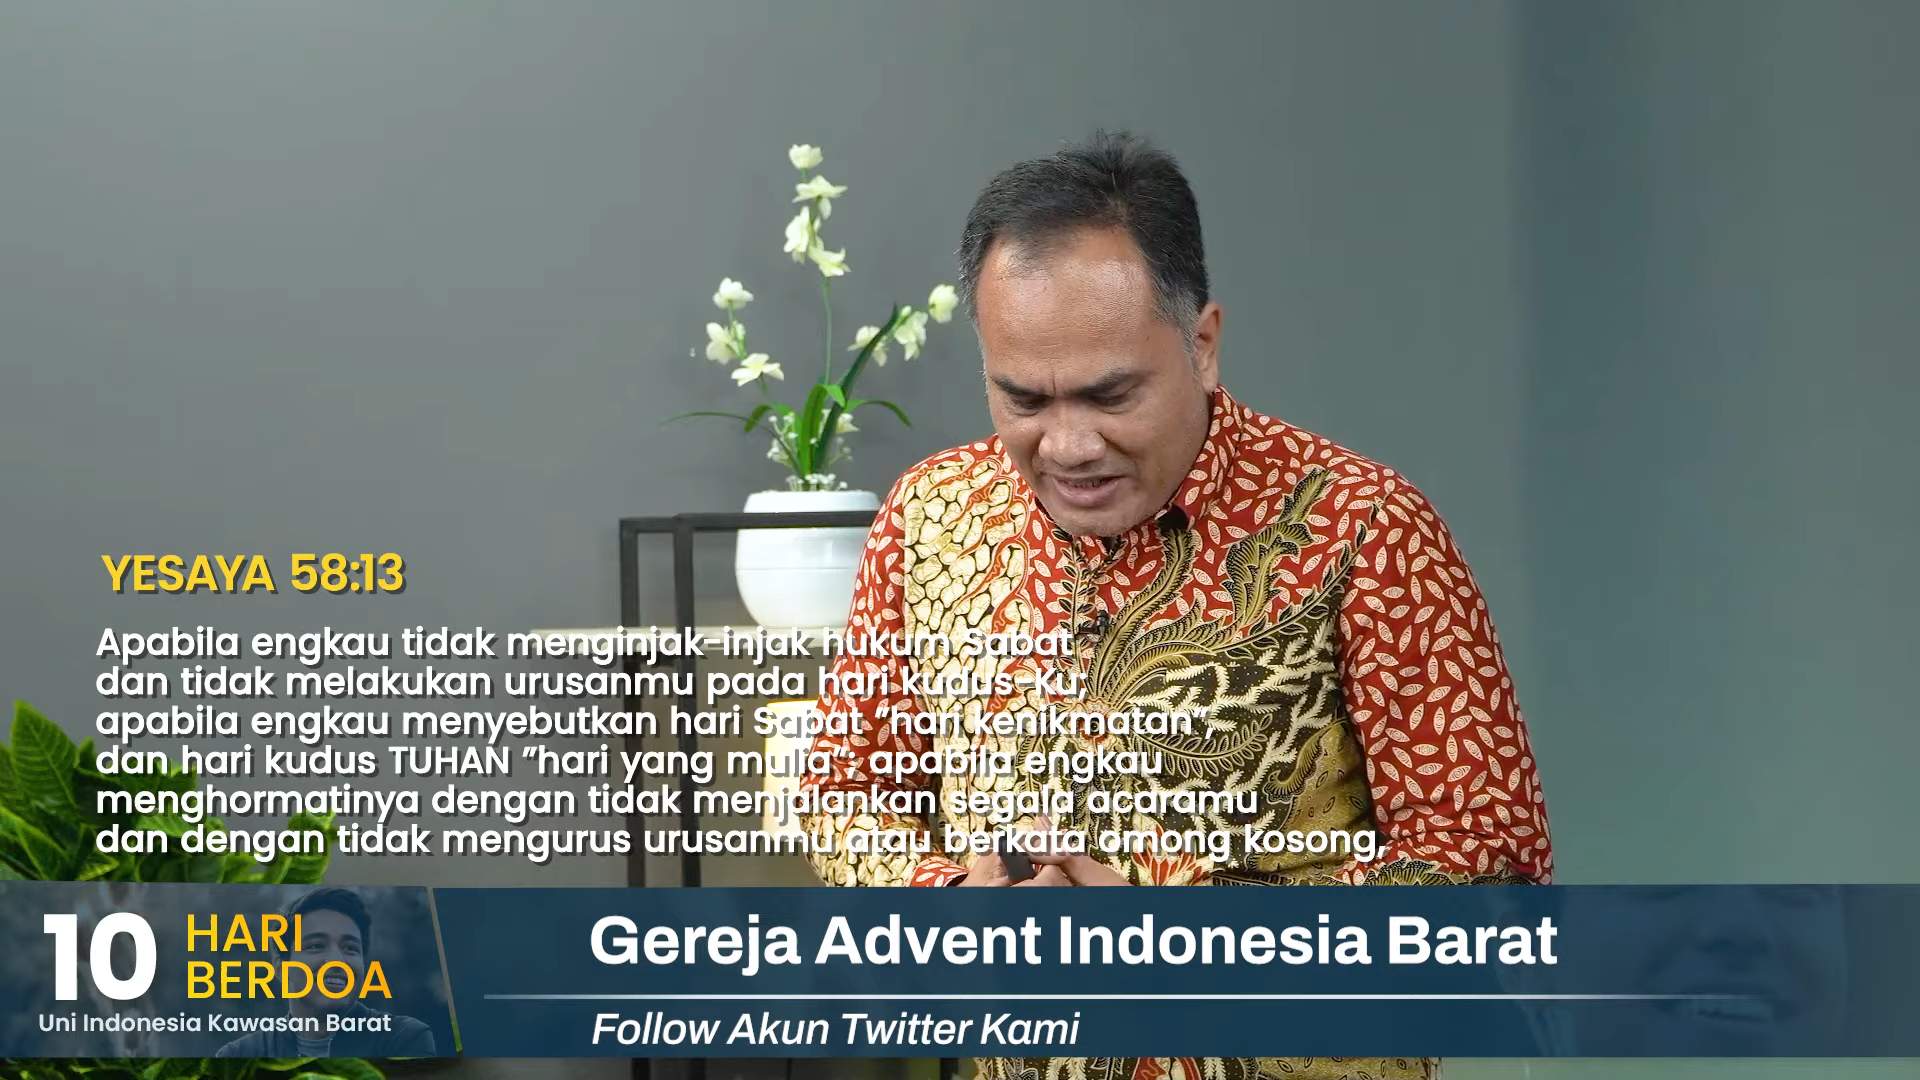 YESAYA 58:13
Apabila engkau tidak menginjak-injak hukum Sabat
dan tidak melakukan urusanmu pada hari kudus-Ku;
apabila engkau menyebutkan hari Sabat "hari kenikmatan",
dan hari kudus TUHAN "hari yang mulia"; apabila engkau
menghormatinya dengan tidak menjalankan segala acaramu
dan dengan tidak mengurus urusanmu atau berkata omong kosong,
10 HARI
BERDOA
Uni Indonesia Kawasan Barat
Gereja Advent Indonesia Barat
Follow Akun Twitter Kami